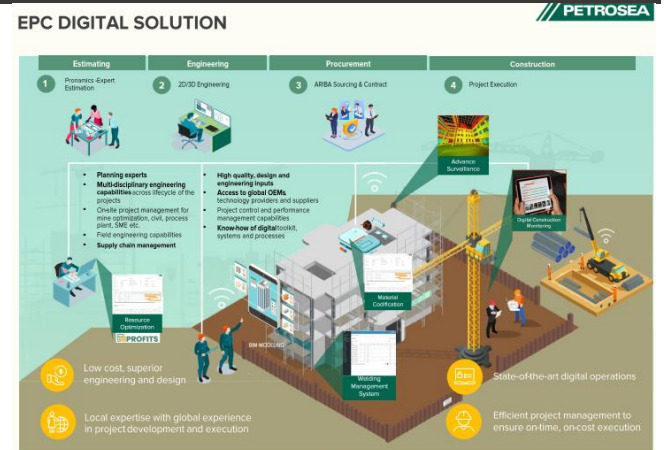 PETROSEA
EPC DIGITAL SOLUTION
Estimating
Engineering
Procurement
Construction
1
Pronamics -Expert
Estimation
2
2D/3D Engineering
3
ARIBA Sourcing & Contract
4
Project Execution
Advance
Surveillance
Digital Construction
Monitoring
• Planning experts
• Multi-disciplinary engineering
capabilities across lifecycle of the
projects
• On-site project management for
mine optimization, civil, process
plant, SME etc.
• Field engineering capabilities
• Supply chain management
• High quality, design and
engineering inputs
• Access to global OEMs,
technology providers and suppliers
• Project control and performance
management capabilities
• Know-how of digital toolkit,
systems and processes
Material
Codification
Resource
Optimization
PROFITS
BIM MODELING
Welding
Management
System
Low cost, superior
engineering and design
State-of-the-art digital operations
Local expertise with global experience
in project development and execution
Efficient project management to
ensure on-time, on-cost execution